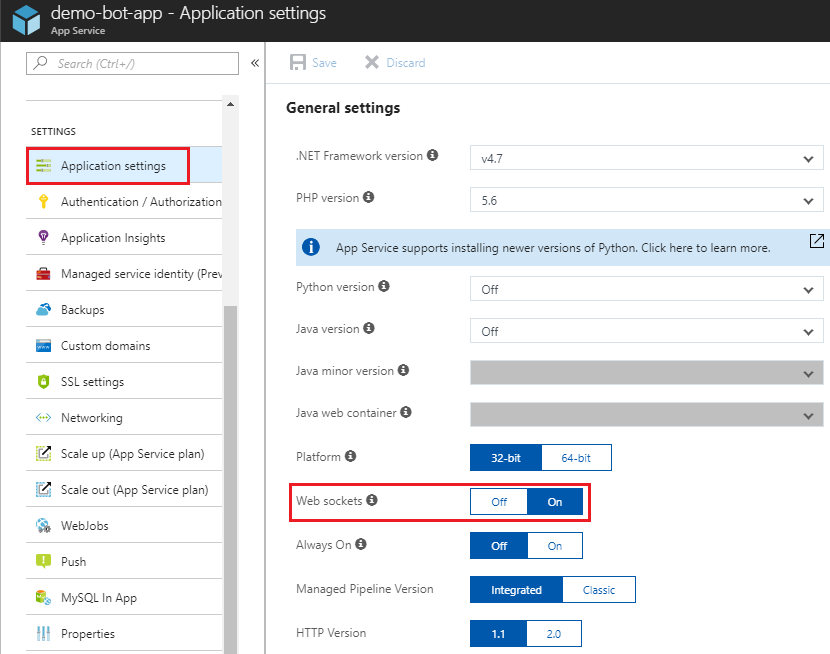 demo-bot-app - Application settings
App Service
Search (Ctrl+/)
«
SETTINGS
Application settings
Authentication / Authorization
Application Insights
Managed service identity (Prev
Backups
Custom domains
SSL settings
Networking
Scale up (App Service plan)
Scale out (App Service plan)
WebJobs
Push
MySQL In App
Properties
Save Discard
General settings
.NET Framework version v4.7
PHP version 5.6
App Service supports installing newer versions of Python. Click here to learn more.
Python version Off
Java version Off
Java minor version
Java web container
Platform 32-bit 64-bit
Web sockets Off On
Always On Off On
Managed Pipeline Version Integrated Classic
HTTP Version 1.1 2.0